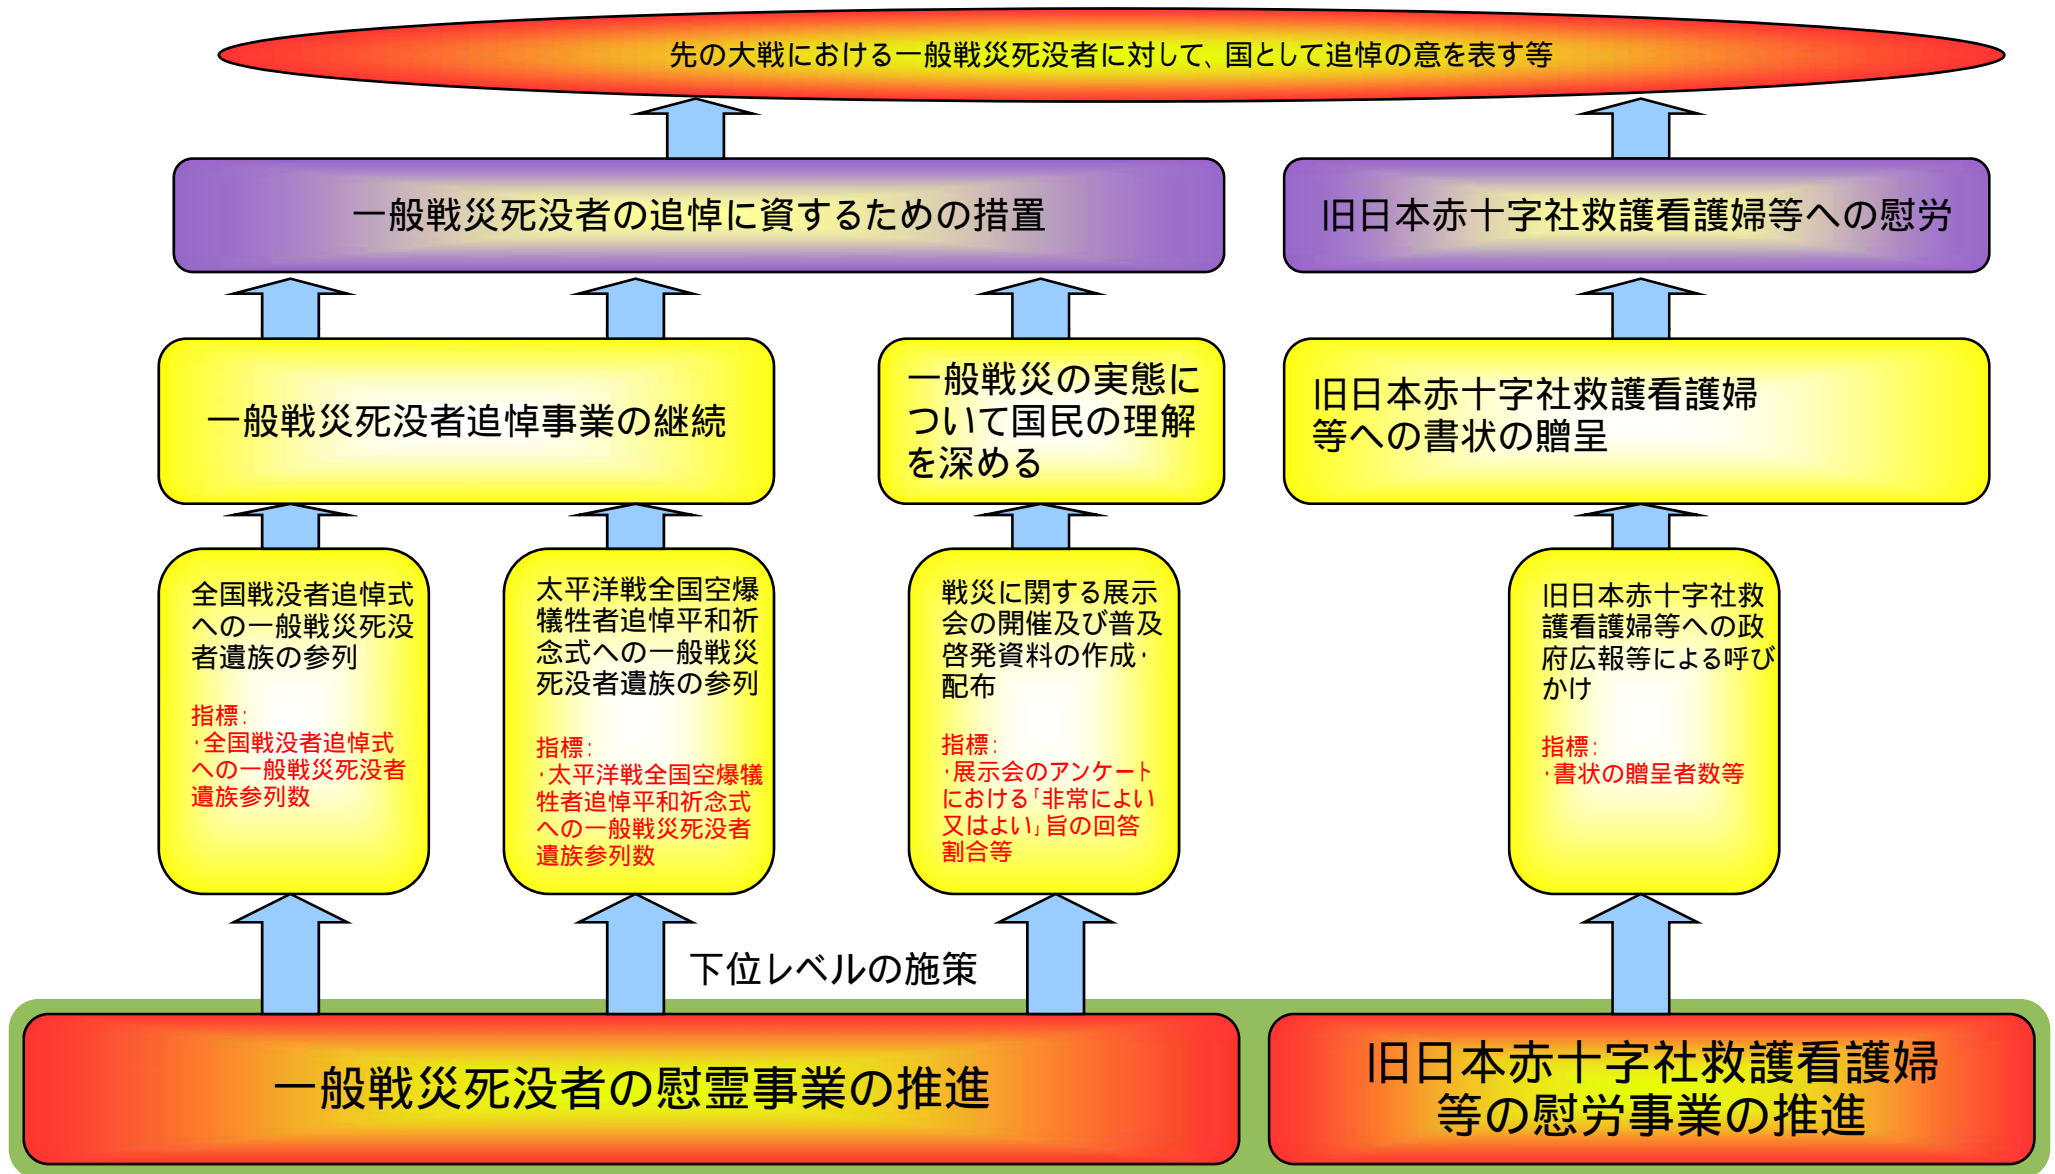 先の大戦における一般戦災死没者に対して、国として追悼の意を表す等
一般戦災死没者の追悼に資するための措置
旧日本赤十字社救護看護婦等への慰労
一般戦災死没者追悼事業の継続
一般戦災の実態に
ついて国民の理解
を深める
旧日本赤十字社救護看護婦
等への書状の贈呈
全国戦没者追悼式
への一般戦災死没
者遺族の参列
指標:
・全国戦没者追悼式
への一般戦災死没者
遺族参列数
太平洋戦全国空爆
犠牲者追悼平和祈
念式への一般戦災
死没者遺族の参列
指標:
・太平洋戦全国空爆犠
牲者追悼平和祈念式
への一般戦災死没者
遺族参列数
戦災に関する展示
会の開催及び普及
啓発資料の作成・
配布
指標:
・展示会のアンケート
における「非常によい
又はよい」旨の回答
割合等
旧日本赤十字社救
護看護婦等への政
府広報等による呼び
かけ
指標:
・書状の贈呈者数等
下位レベルの施策
一般戦災死没者の慰霊事業の推進
旧日本赤十字社救護看護婦
等の慰労事業の推進